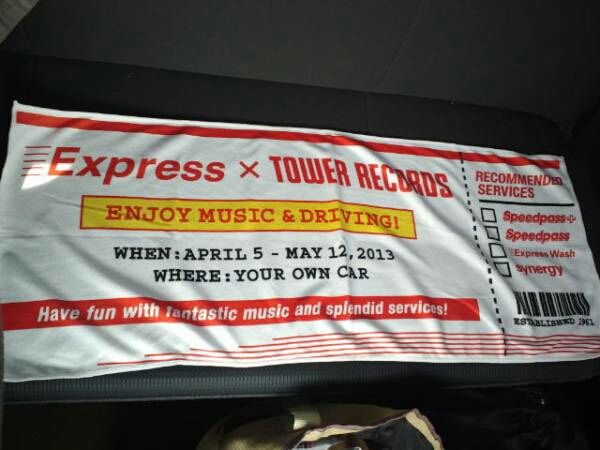 Express × TOWER RECORDS
ENJOY MUSIC & DRIVING!
WHEN:APRIL 5 - MAY 12,2013
WHERE:YOUR OWN CAR
Have fun with fantastic music and splendid services!
RECOMMENDED
SERVICES
Speedpass+
Speedpass
Express Wash
Synergy
ESTABLISHED 1961